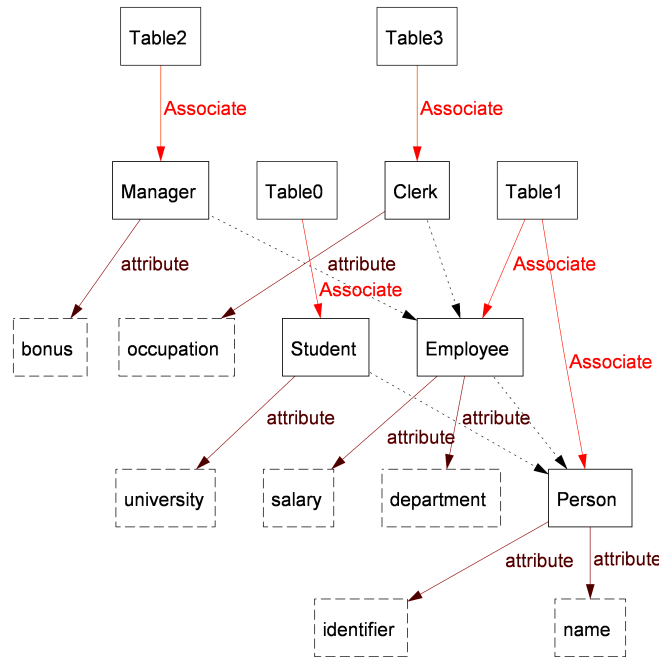 Table2
Table3
Associate
Associate
Manager
Table0
Clerk
Table1
attribute
attribute
Associate
Associate
bonus
occupation
Student
Employee
Associate
attribute
attribute
attribute
university
salary
department
Person
attribute
attribute
identifier
name